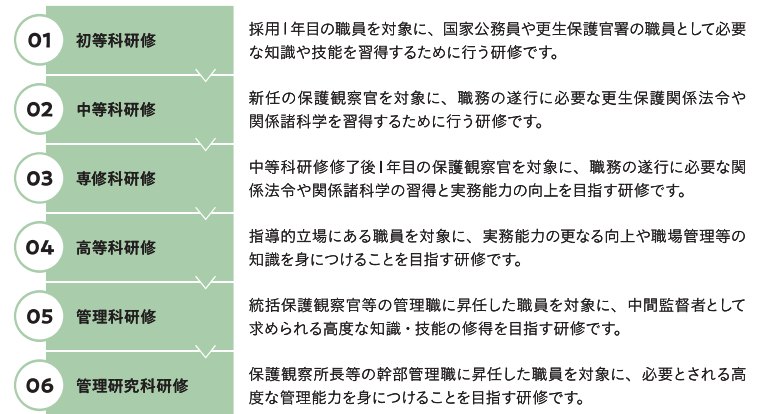 01 初等科研修
採用1年目の職員を対象に、国家公務員や更生保護官署の職員として必要
な知識や技能を習得するために行う研修です。
02 中等科研修
新任の保護観察官を対象に、職務の遂行に必要な更生保護関係法令や
関係諸科学を習得するために行う研修です。
03 専修科研修
中等科研修修了後1年目の保護観察官を対象に、職務の遂行に必要な関
係法令や関係諸科学の習得と実務能力の向上を目指す研修です。
04 高等科研修
指導的立場にある職員を対象に、実務能力の更なる向上や職場管理等の
知識を身につけることを目指す研修です。
05 管理科研修
統括保護観察官等の管理職に昇任した職員を対象に、中間監督者として
求められる高度な知識・技能の修得を目指す研修です。
06 管理研究科研修
保護観察所長等の幹部管理職に昇任した職員を対象に、必要とされる高
度な管理能力を身につけることを目指す研修です。